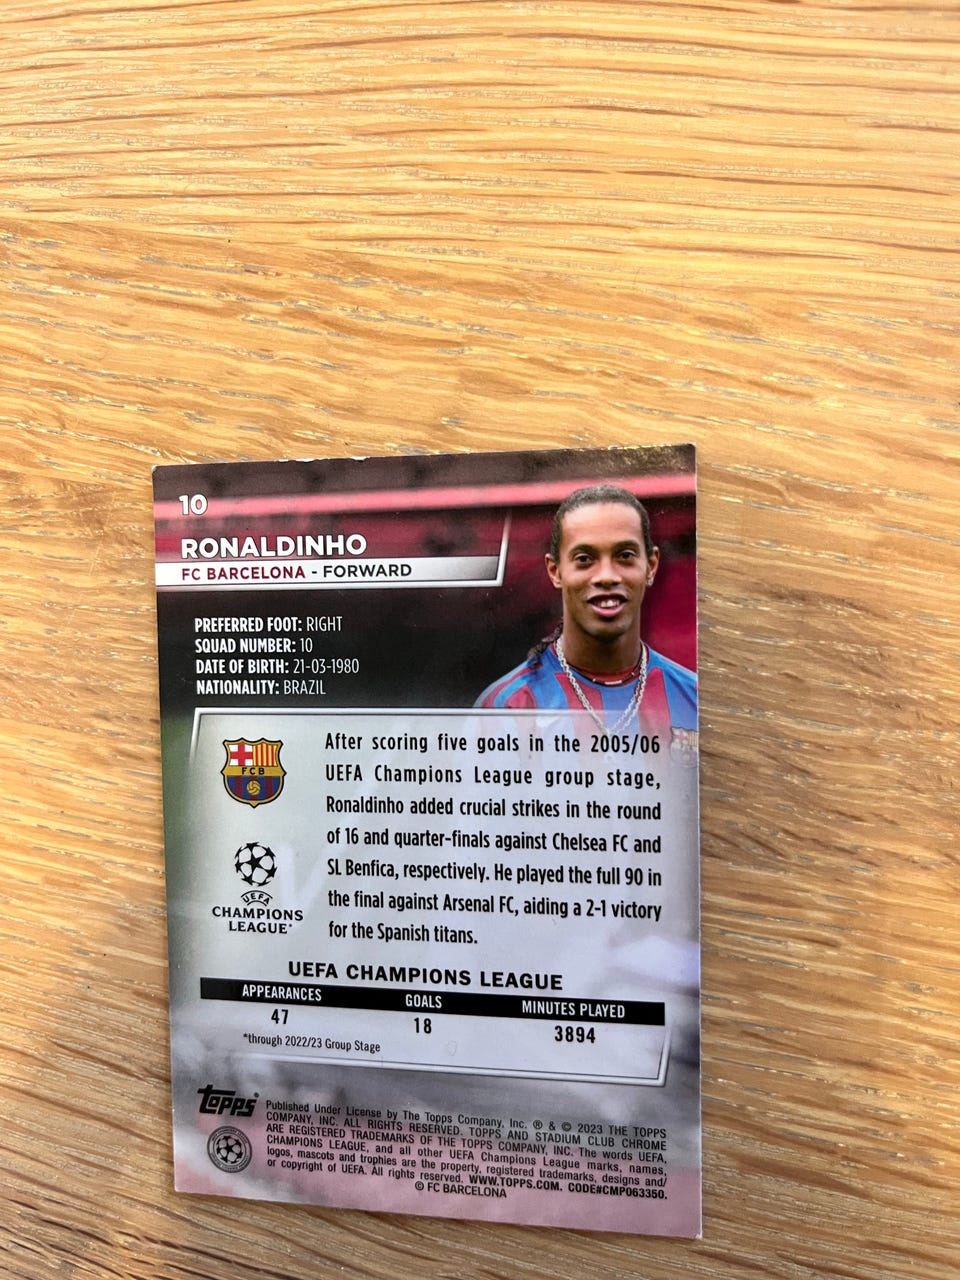 10
RONALDINHO
FC BARCELONA - FORWARD
PREFERRED FOOT: RIGHT
SQUAD NUMBER: 10
DATE OF BIRTH: 21-03-1980
NATIONALITY: BRAZIL
FCB
After scoring five goals in the 2005/06
UEFA Champions League group stage,
Ronaldinho added crucial strikes in the round
of 16 and quarter-finals against Chelsea FC and
SL Benfica, respectively. He played the full 90 in
the final against Arsenal FC, aiding a 2-1 victory
for the Spanish titans.
UEFA
CHAMPIONS
LEAGUE
UEFA CHAMPIONS LEAGUE
APPEARANCES GOALS MINUTES PLAYED
47 18 3894
*through 2022/23 Group Stage
Topps
Published Under License by The Topps Company, Inc. ® & © 2023 THE TOPPS
COMPANY, INC. ALL RIGHTS RESERVED. TOPPS AND STADIUM CLUB CHROME
ARE REGISTERED TRADEMARKS OF THE TOPPS COMPANY, INC. The words UEFA,
CHAMPIONS LEAGUE, and all other UEFA Champions League marks, names,
logos, mascots and trophies are the property, registered trademarks, designs and/
or copyright of UEFA. All rights reserved. WWW.TOPPS.COM. CODE#CMP063350.
© FC BARCELONA